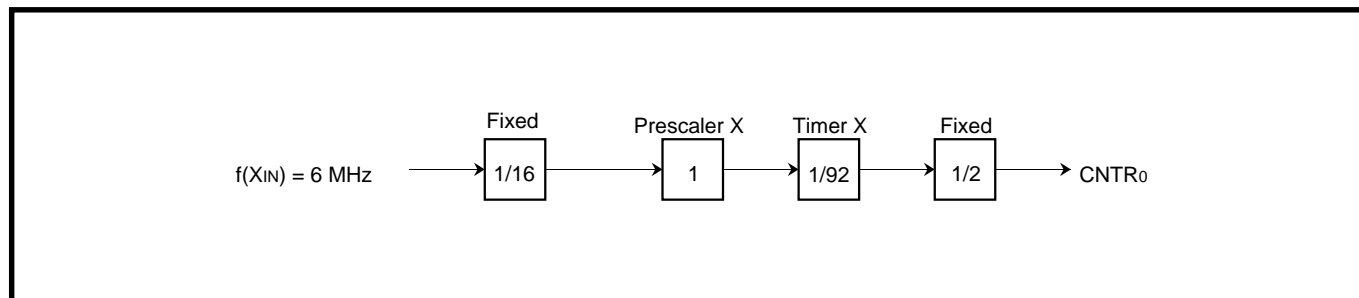 Fixed Prescaler X Timer X Fixed
f(XIN) = 6 MHz 1/16 1 1/92 1/2 CNTR0